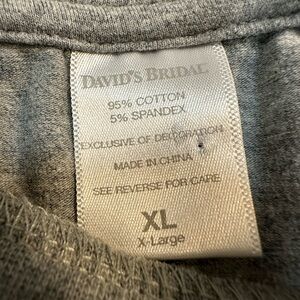 DAVID'S BRIDAL
95% COTTON
5% SPANDEX
EXCLUSIVE OF DECORATION
MADE IN CHINA
SEE REVERSE FOR CARE
XL
X-Large